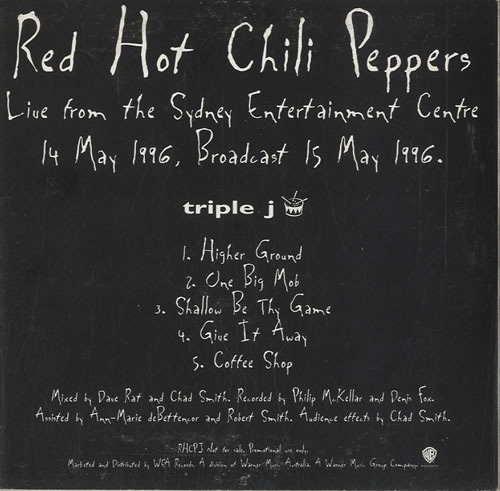 Red Hot Chili Peppers
Live from the Sydney Entertainment Centre
14 May 1996, Broadcast 15 May 1996.
triple j
1. Higher Ground
2. One Big Mob
3. Shallow Be Thy Game
4. Give It Away
5. Coffee Shop
Mixed by Dave Rat and Chad Smith. Recorded by Philip McKellar and Denis Fox.
Assisted by Ann-Marie deBettencor and Robert Smith. Audience effects by Chad Smith.
RHCPJ Not for sale, Promotional use only.
Marketed and Distributed by WEA Records. A division of Warner Music Australia. A Warner Music Group Company.